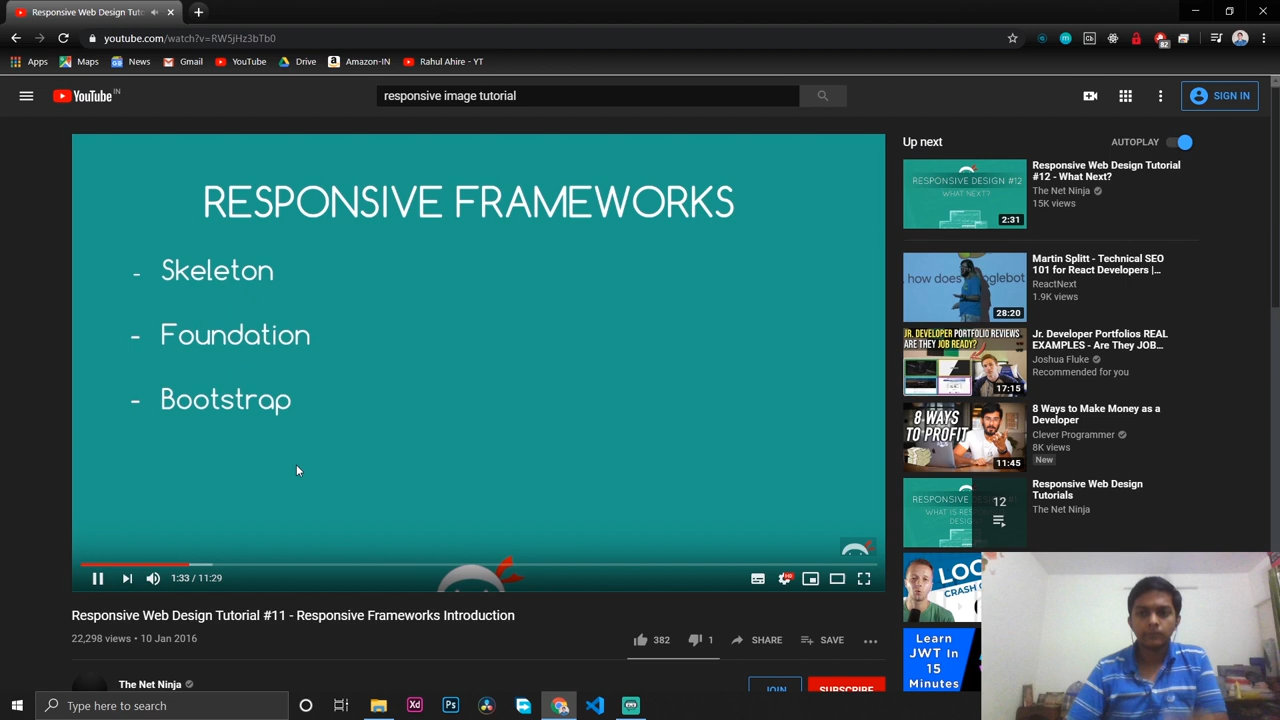 Responsive Web Design Tuto
youtube.com/watch?v=RW5jHz3bTb0
82
Apps
Maps
News
Gmail
YouTube
Drive
Amazon-IN
Rahul Ahire - YT
YouTube IN
responsive image tutorial
SIGN IN
RESPONSIVE FRAMEWORKS
- Skeleton
- Foundation
- Bootstrap
1:33 / 11:29
Responsive Web Design Tutorial #11 - Responsive Frameworks Introduction
22,298 views • 10 Jan 2016
382
1
SHARE
SAVE
The Net Ninja
JOIN
SUBSCRIBE
Up next
AUTOPLAY
RESPONSIVE DESIGN #12
WHAT NEXT?
2:31
Responsive Web Design Tutorial
#12 - What Next?
The Net Ninja
15K views
how does
oglebot
28:20
Martin Splitt - Technical SEO
101 for React Developers |...
ReactNext
1.9K views
JR. DEVELOPER PORTFOLIO REVIEWS
ARE THEY JOB READY?
17:15
Jr. Developer Portfolios REAL
EXAMPLES - Are They JOB...
Joshua Fluke
Recommended for you
8 WAYS
TO PROFIT
11:45
8 Ways to Make Money as a
Developer
Clever Programmer
8K views
New
12
Responsive Web Design
Tutorials
The Net Ninja
LOC
CRASH
Learn
JWT In
15
Minutes
Type here to search
Xd
Ps